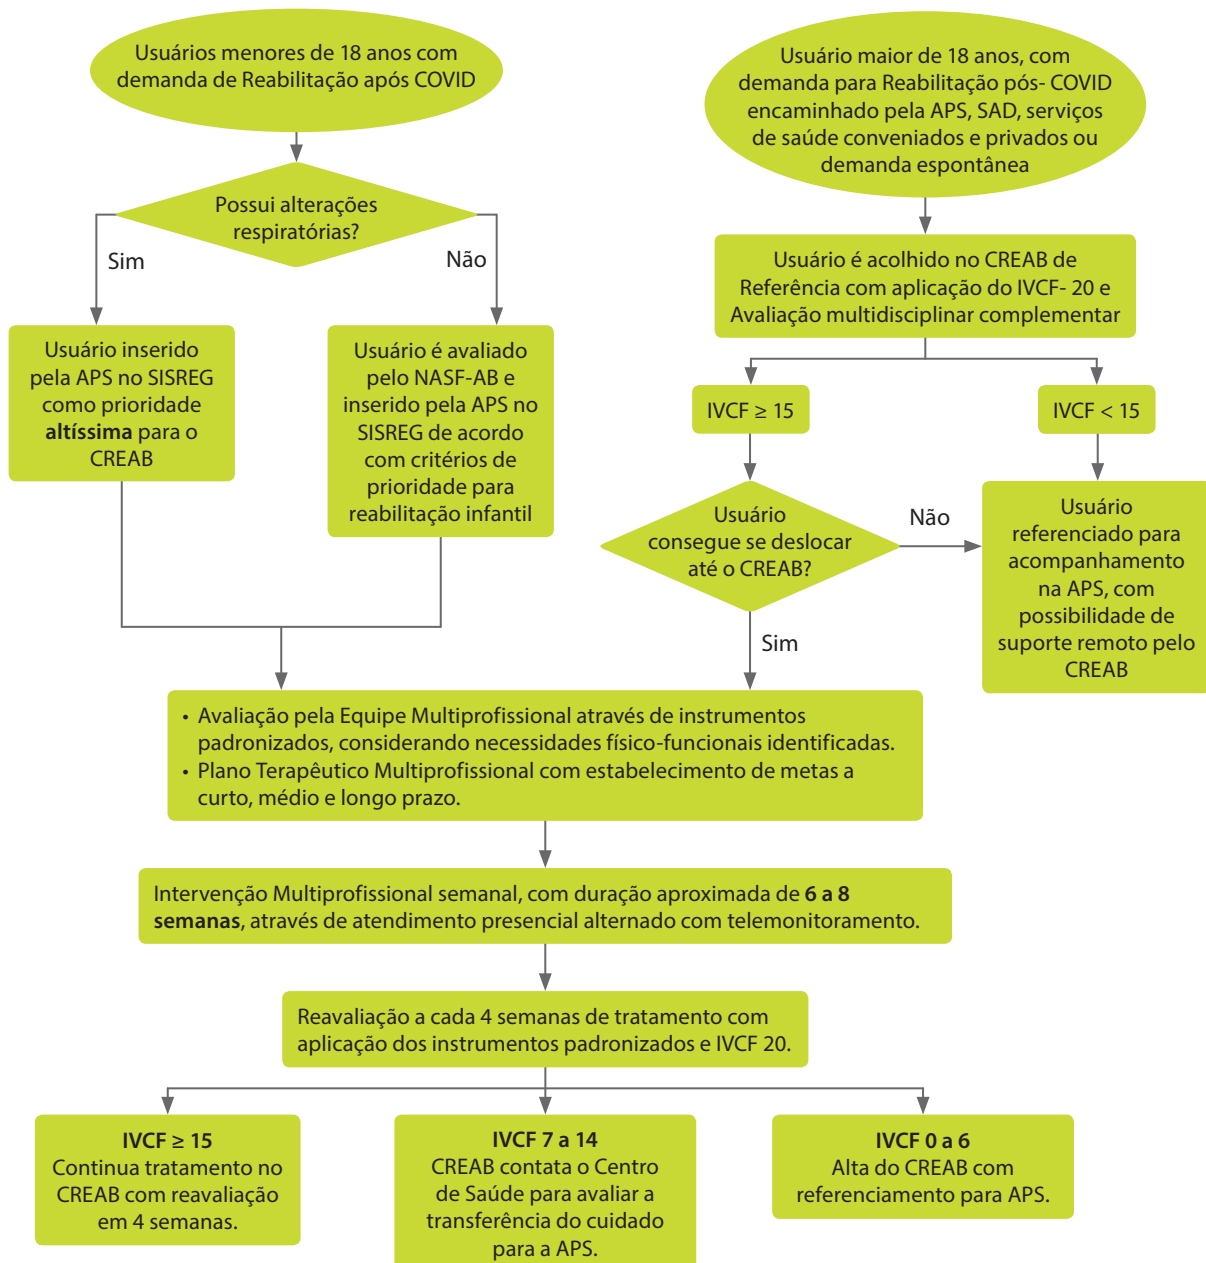 Usuários menores de 18 anos com
demanda de Reabilitação após COVID
Possui alterações
respiratórias?
Sim
Não
Usuário inserido
pela APS no SISREG
como prioridade
altíssima para o
CREAB
Usuário é avaliado
pelo NASF-AB e
inserido pela APS no
SISREG de acordo
com critérios de
prioridade para
reabilitação infantil
Usuário maior de 18 anos, com
demanda para Reabilitação pós- COVID
encaminhado pela APS, SAD, serviços
de saúde conveniados e privados ou
demanda espontânea
Usuário é acolhido no CREAB de
Referência com aplicação do IVCF- 20 e
Avaliação multidisciplinar complementar
IVCF ≥ 15
IVCF < 15
Usuário
consegue se deslocar
até o CREAB?
Não
Sim
Usuário
referenciado para
acompanhamento
na APS, com
possibilidade de
suporte remoto pelo
CREAB
• Avaliação pela Equipe Multiprofissional através de instrumentos
padronizados, considerando necessidades físico-funcionais identificadas.
• Plano Terapêutico Multiprofissional com estabelecimento de metas a
curto, médio e longo prazo.
Intervenção Multiprofissional semanal, com duração aproximada de 6 a 8
semanas, através de atendimento presencial alternado com telemonitoramento.
Reavaliação a cada 4 semanas de tratamento com
aplicação dos instrumentos padronizados e IVCF 20.
IVCF ≥ 15
Continua tratamento no
CREAB com reavaliação
em 4 semanas.
IVCF 7 a 14
CREAB contata o Centro
de Saúde para avaliar a
transferência do cuidado
para a APS.
IVCF 0 a 6
Alta do CREAB com
referenciamento para APS.